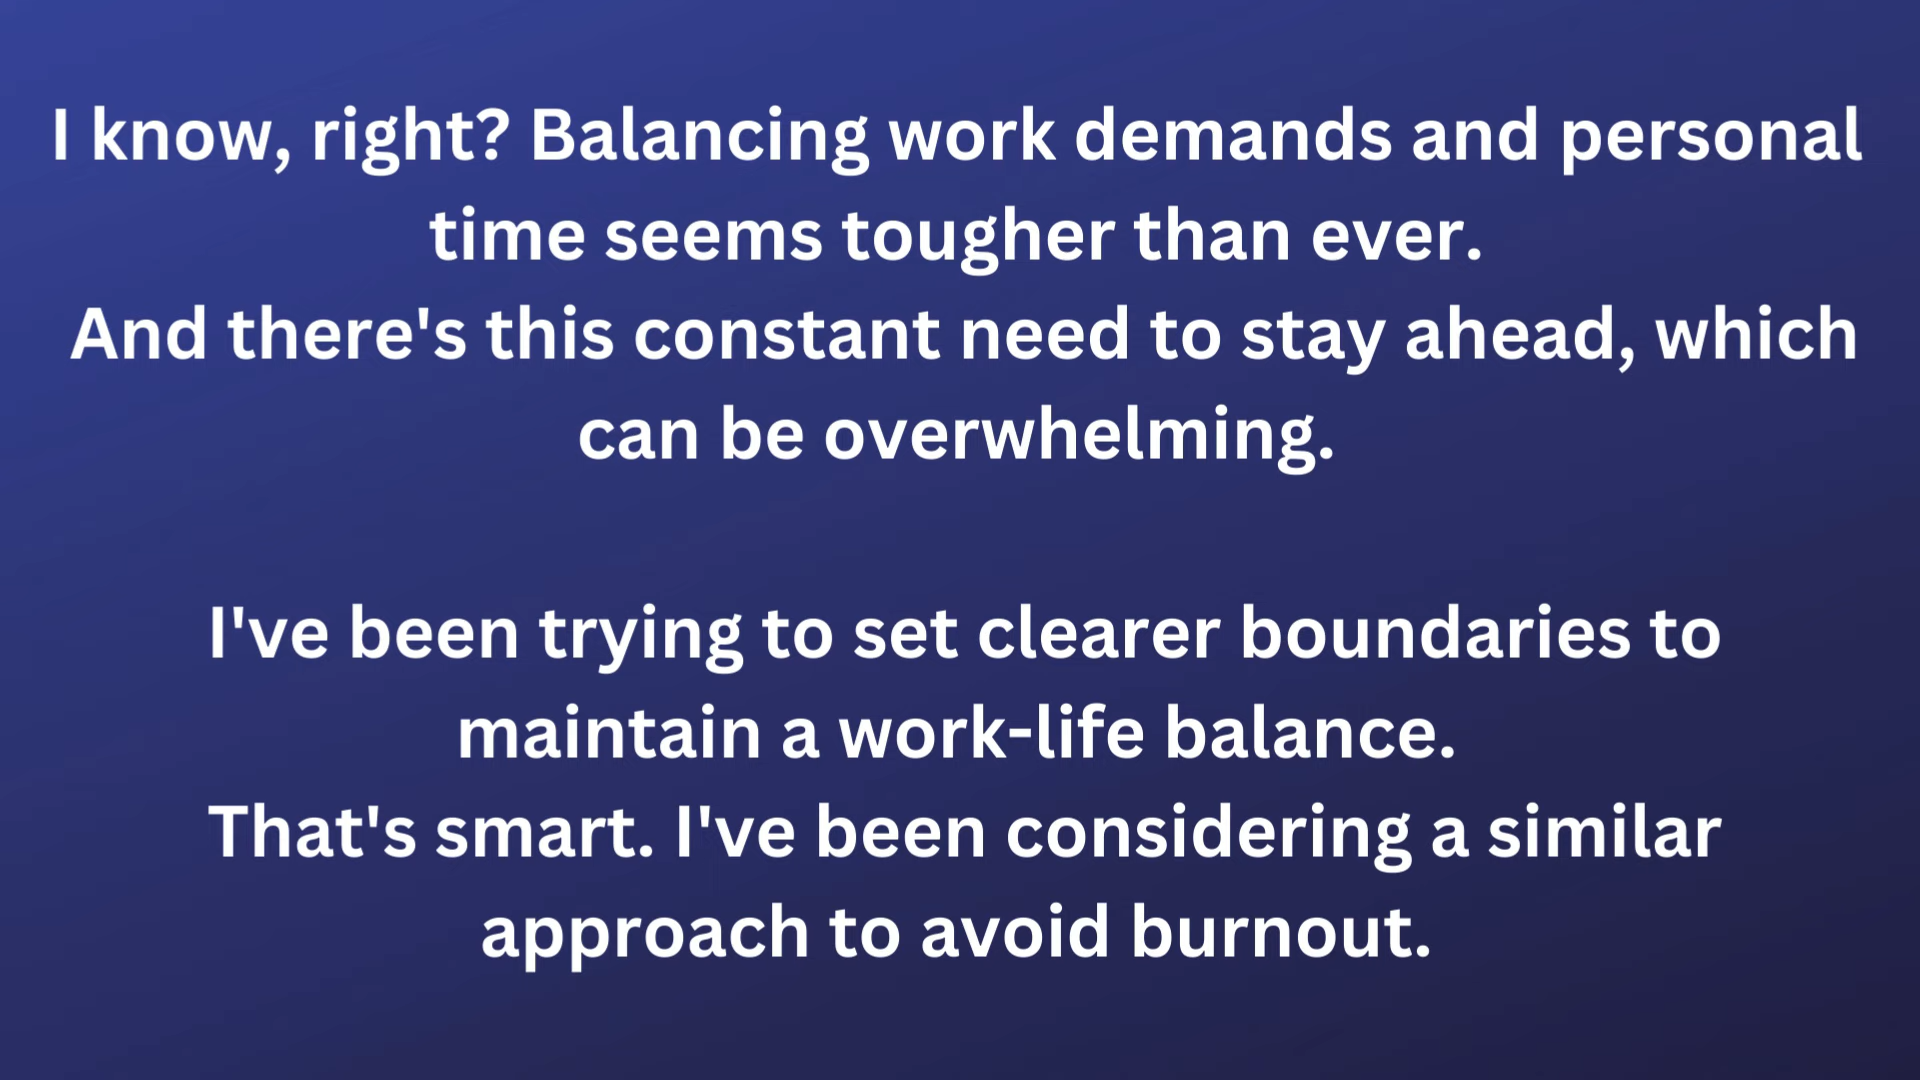 I know, right? Balancing work demands and personal
time seems tougher than ever.
And there's this constant need to stay ahead, which
can be overwhelming.
I've been trying to set clearer boundaries to
maintain a work-life balance.
That's smart. I've been considering a similar
approach to avoid burnout.